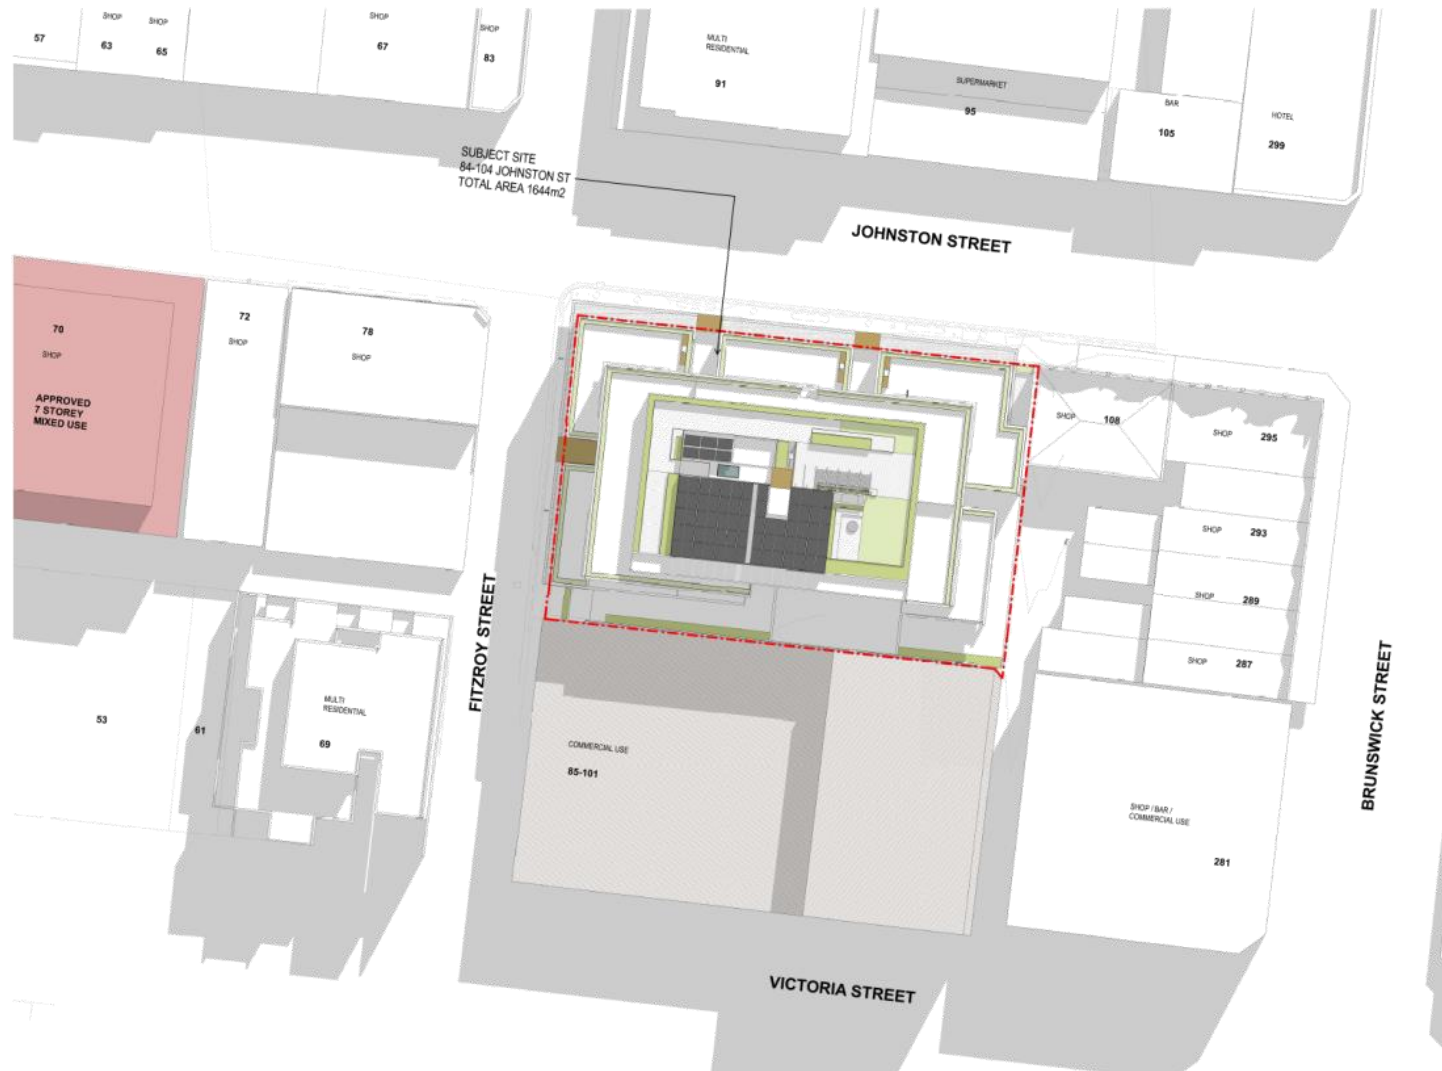 SHOP
SHOP
SHOP
SHOP
57
63
65
67
83
MULTI
RESIDENTIAL
91
SUPERMARKET
95
BAR
105
HOTEL
299
SUBJECT SITE
84-104 JOHNSTON ST
TOTAL AREA 1644m2
JOHNSTON STREET
70
SHOP
APPROVED
7 STOREY
MIXED USE
72
SHOP
78
SHOP
SHOP 108
SHOP 295
SHOP 293
SHOP 289
SHOP 287
FITZROY STREET
BRUNSWICK STREET
53
61
MULTI
RESIDENTIAL
69
COMMERCIAL USE
85-101
SHOP / BAR /
COMMERCIAL USE
281
VICTORIA STREET